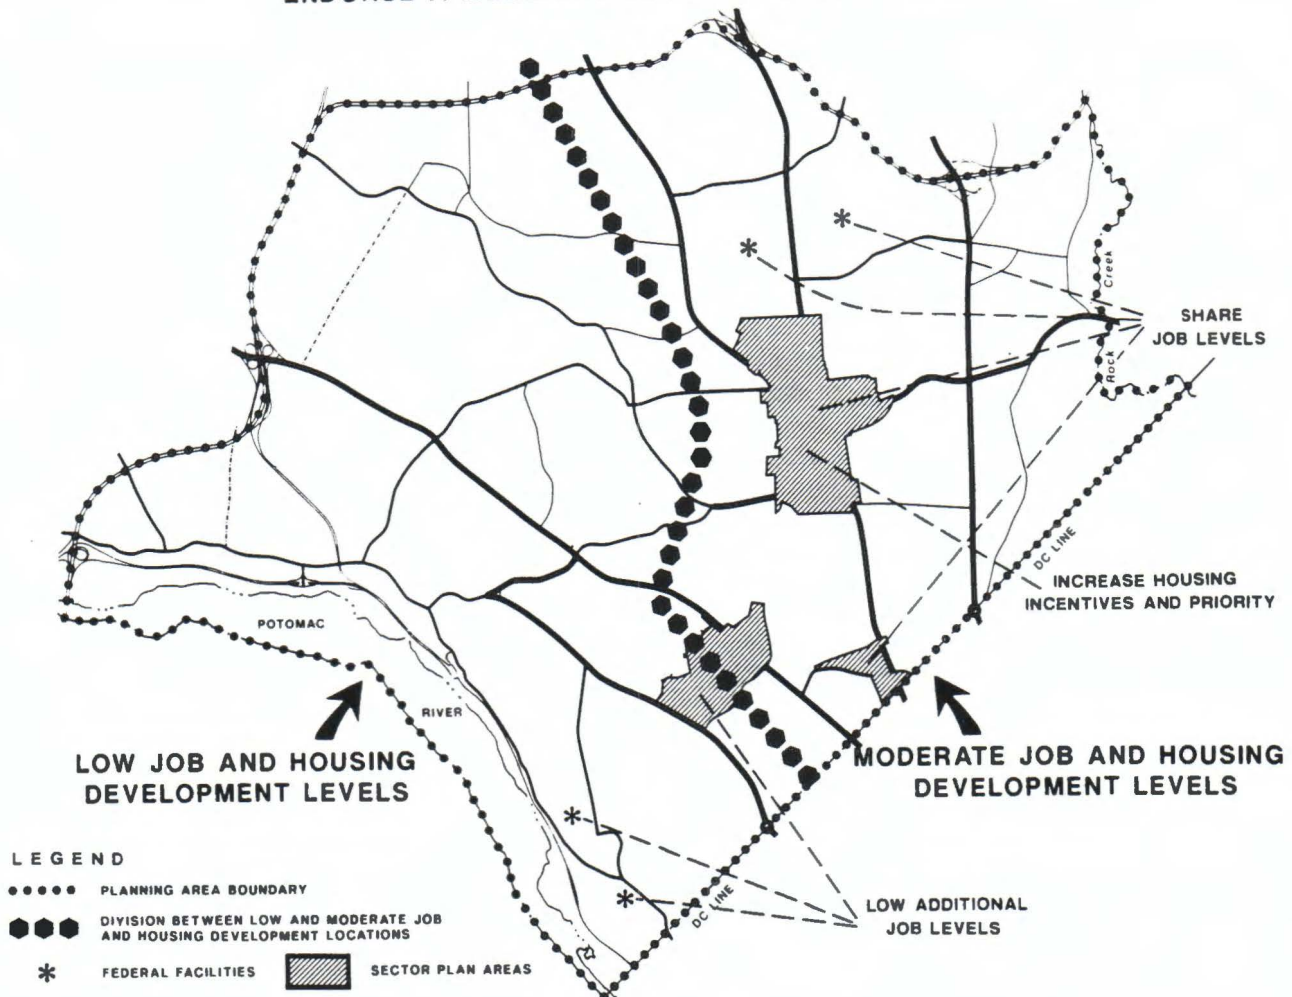 Creek
Rock
SHARE
JOB LEVELS
DC LINE
INCREASE HOUSING
INCENTIVES AND PRIORITY
POTOMAC
RIVER
LOW JOB AND HOUSING
DEVELOPMENT LEVELS
MODERATE JOB AND HOUSING
DEVELOPMENT LEVELS
LOW ADDITIONAL
JOB LEVELS
DC LINE
LEGEND
PLANNING AREA BOUNDARY
DIVISION BETWEEN LOW AND MODERATE JOB
AND HOUSING DEVELOPMENT LOCATIONS
FEDERAL FACILITIES
SECTOR PLAN AREAS